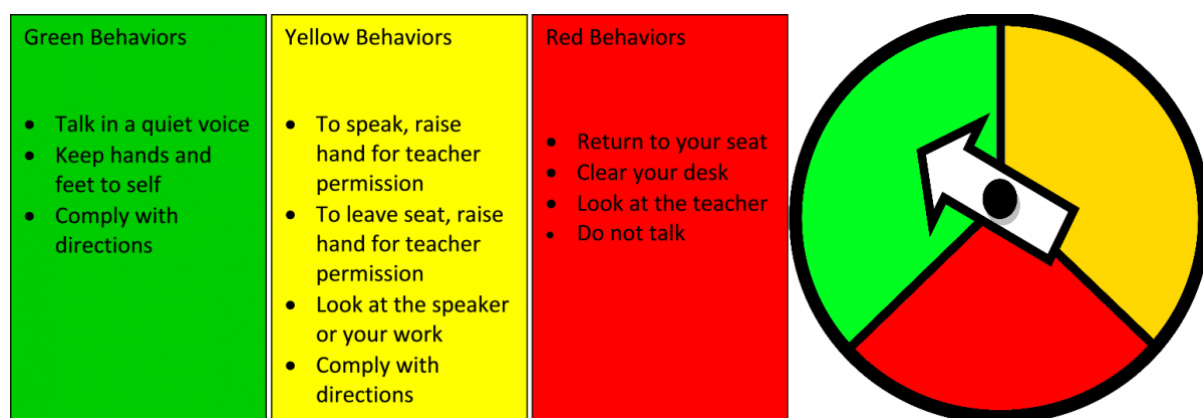 Green Behaviors
• Talk in a quiet voice
• Keep hands and
feet to self
• Comply with
directions
Yellow Behaviors
• To speak, raise
hand for teacher
permission
• To leave seat, raise
hand for teacher
permission
• Look at the speaker
or your work
• Comply with
directions
Red Behaviors
• Return to your seat
• Clear your desk
• Look at the teacher
• Do not talk